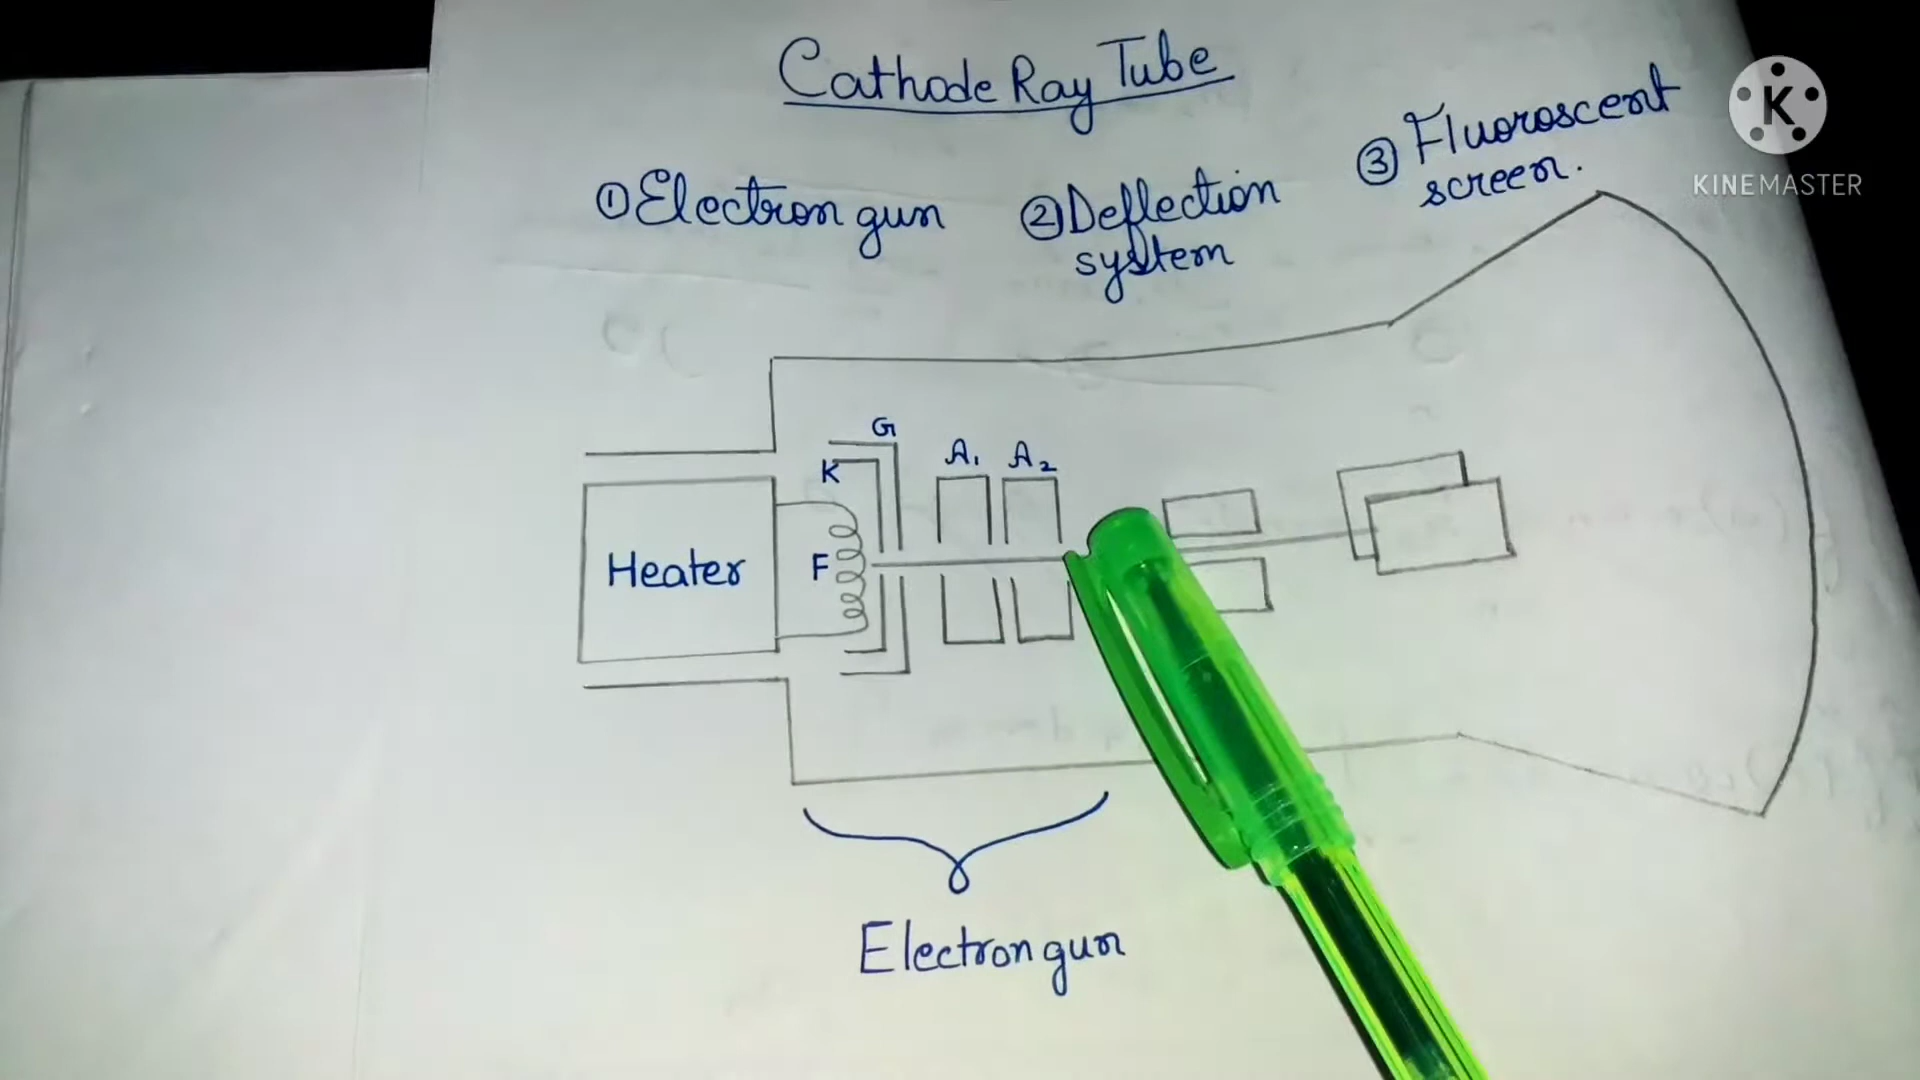 Cathode Ray Tube
① Electron gun
② Deflection
system
③ Fluoroscent
screen.
K
KINEMASTER
G
K
A₁
A₂
Heater
F
Electron gun